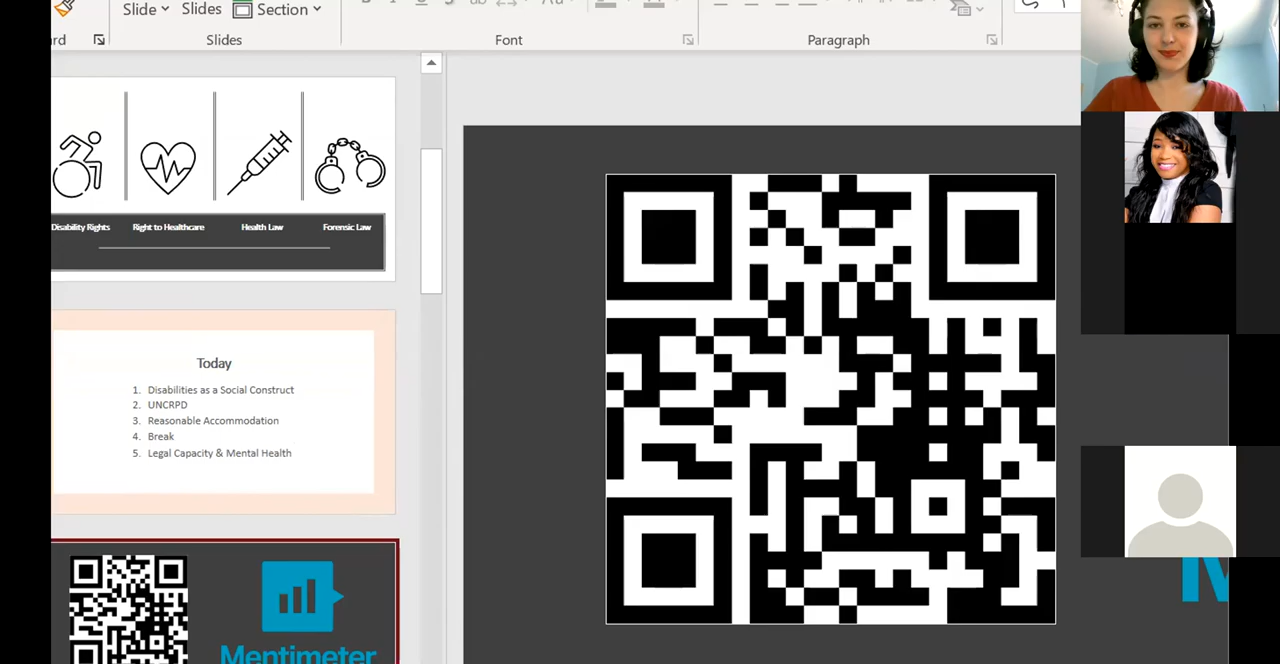 Slide Slides Section
rd Slides Font Paragraph
Disability Rights Right to Healthcare Health Law Forensic Law
Today
1. Disabilities as a Social Construct
2. UNCRPD
3. Reasonable Accommodation
4. Break
5. Legal Capacity & Mental Health
Mentimeter
M